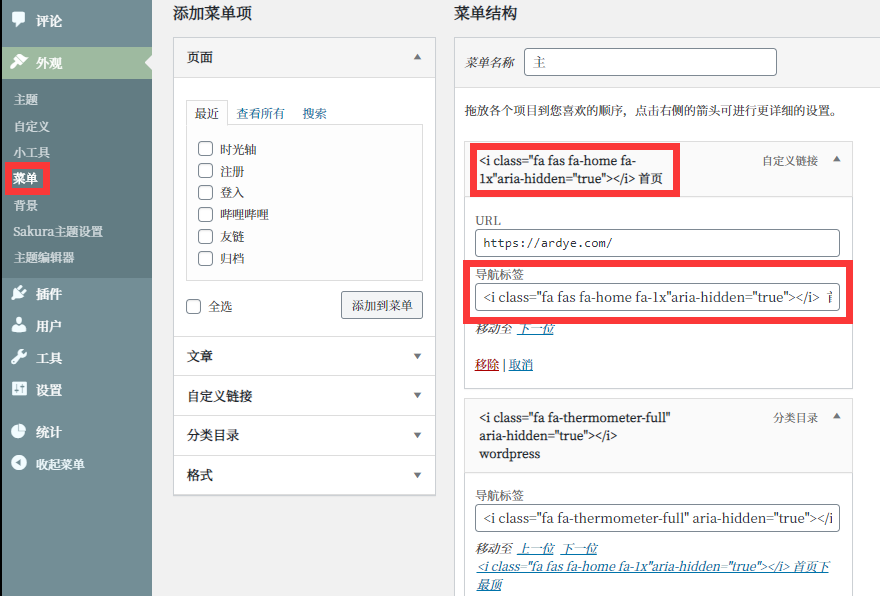 评论
外观
主题
自定义
小工具
菜单
背景
Sakura主题设置
主题编辑器
插件
用户
工具
设置
统计
收起菜单
添加菜单项
页面
最近 查看所有 搜索
时光轴
注册
登入
哔哩哔哩
友链
归档
全选 添加到菜单
文章
自定义链接
分类目录
格式
菜单结构
菜单名称 主
拖放各个项目到您喜欢的顺序，点击右侧的箭头可进行更详细的设置。
<i class="fa fas fa-home fa-
1x"aria-hidden="true"></i> 首页
自定义链接
URL
https://ardye.com/
导航标签
<i class="fa fas fa-home fa-1x"aria-hidden="true"></i>
移动至 下一位
移除 | 取消
<i class="fa fa-thermometer-full"
aria-hidden="true"></i>
wordpress
分类目录
导航标签
<i class="fa fa-thermometer-full" aria-hidden="true"></i
移动至 上一位 下一位
<i class="fa fas fa-home fa-1x"aria-hidden="true"></i> 首页下
最顶